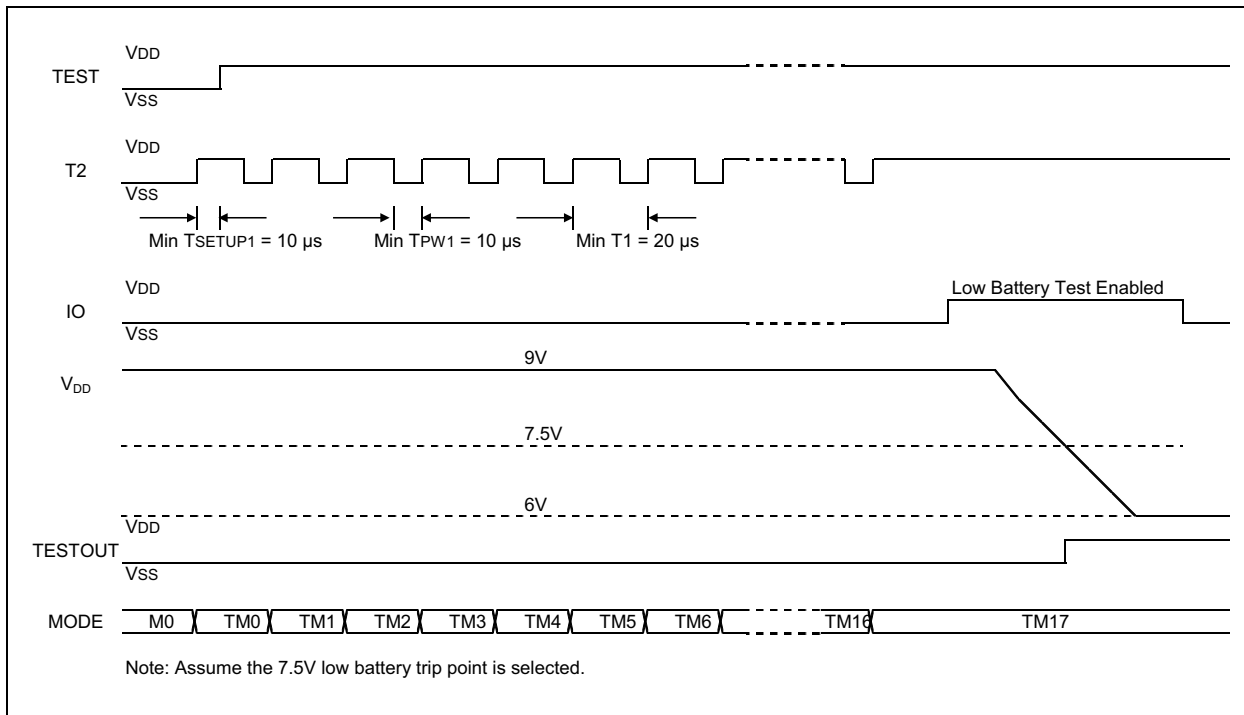 VDD
TEST
VSS
VDD
T2
VSS
Min TSETUP1 = 10 µs
Min TPW1 = 10 µs
Min T1 = 20 µs
VDD
Low Battery Test Enabled
IO
VSS
9V
VDD
7.5V
6V
VDD
TESTOUT
VSS
MODE
M0
TM0
TM1
TM2
TM3
TM4
TM5
TM6
TM16
TM17
Note: Assume the 7.5V low battery trip point is selected.